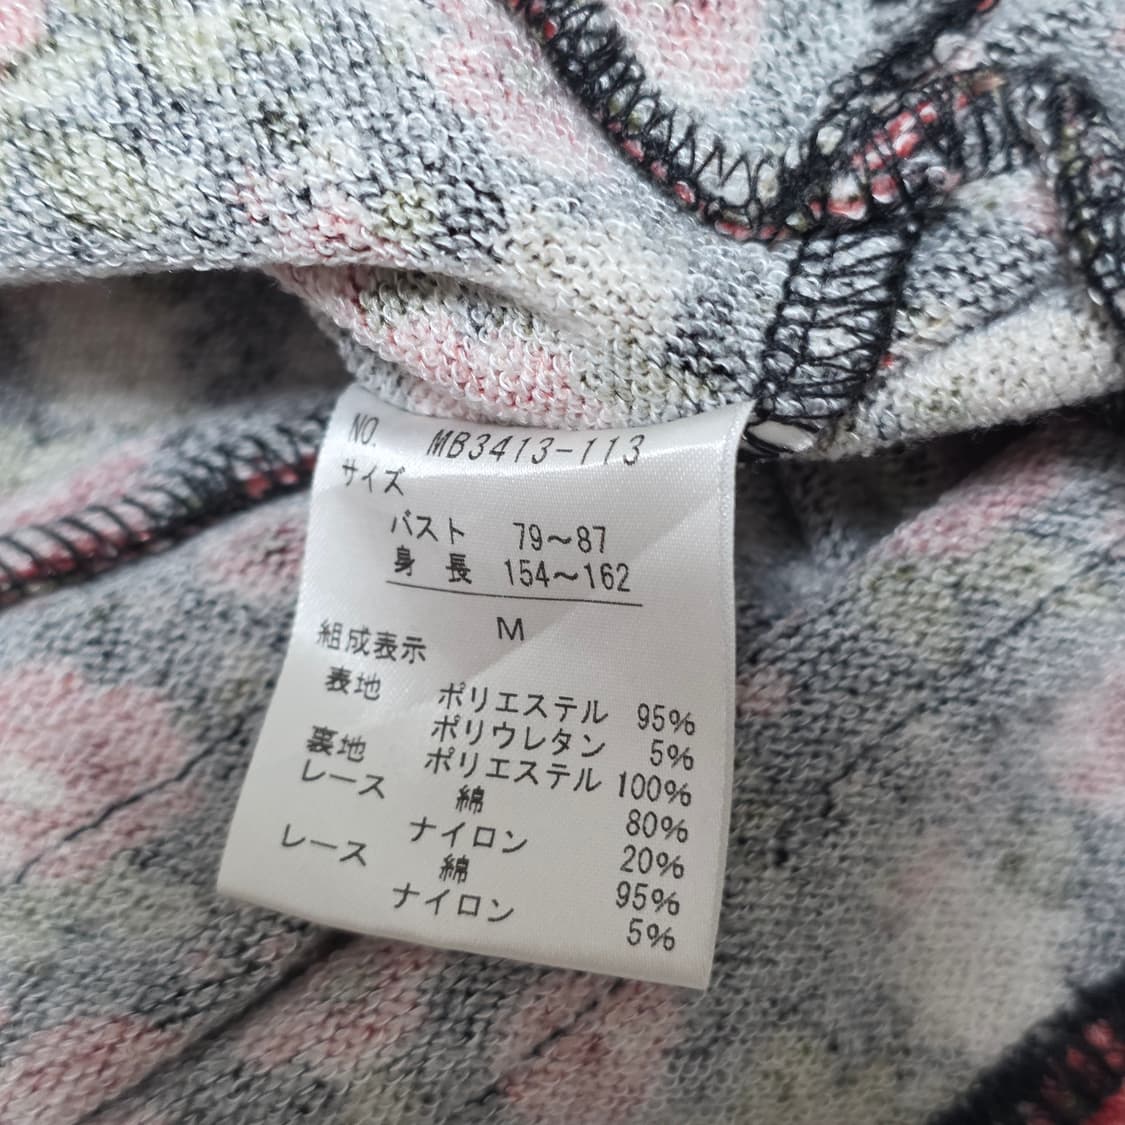 NO. MB3413-113
サイズ
バスト 79～87
身長 154～162
M
組成表示
表地 ポリエステル 95%
ポリウレタン 5%
裏地 ポリエステル 100%
レース 綿 80%
ナイロン 20%
レース 綿 95%
ナイロン 5%